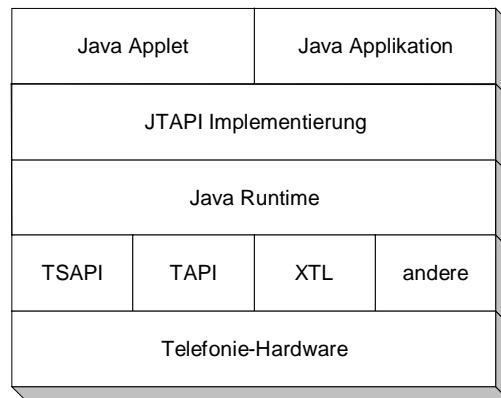 Java Applet
Java Applikation
JTAPI Implementierung
Java Runtime
TSAPI
TAPI
XTL
andere
Telefonie-Hardware